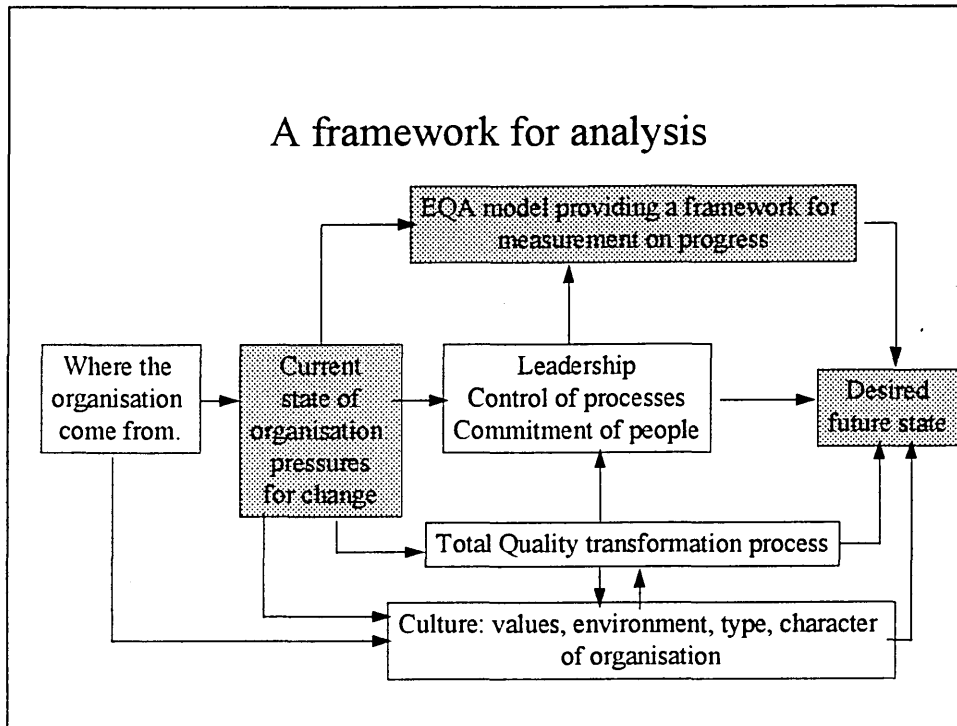 A framework for analysis
EQA model providing a framework for
measurement on progress
Where the
organisation
come from.
Current
state of
organisation
pressures
for change
Leadership
Control of processes
Commitment of people
Desired
future state
Total Quality transformation process
Culture: values, environment, type, character
of organisation